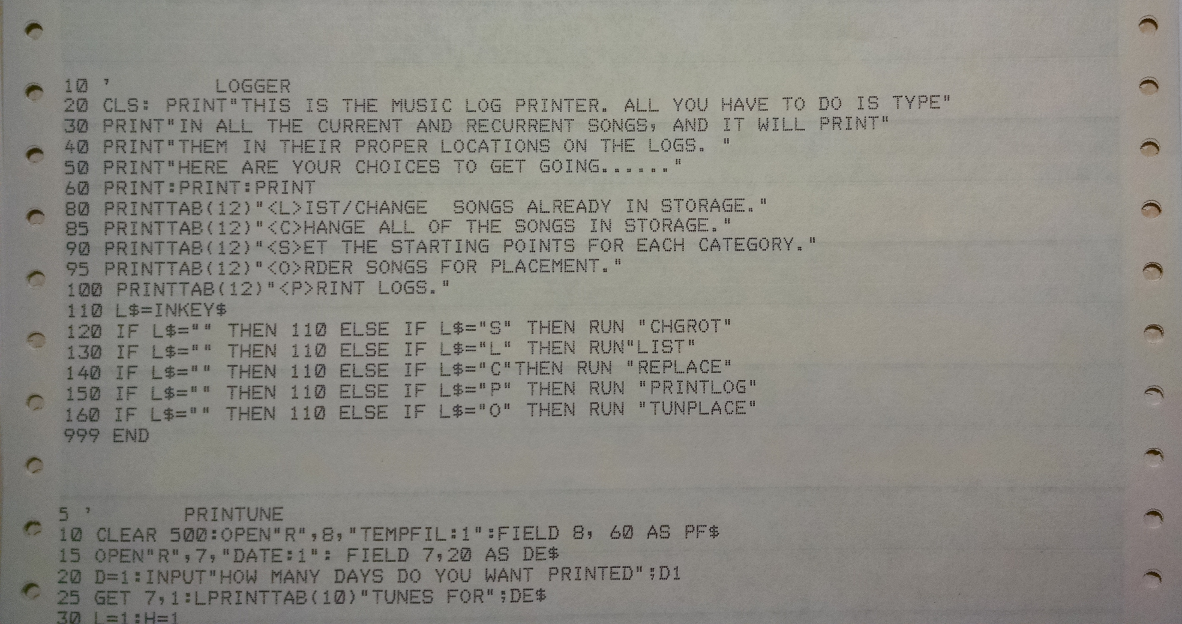 10 '        LOGGER
20 CLS: PRINT"THIS IS THE MUSIC LOG PRINTER. ALL YOU HAVE TO DO IS TYPE"
30 PRINT"IN ALL THE CURRENT AND RECURRENT SONGS, AND IT WILL PRINT"
40 PRINT"THEM IN THEIR PROPER LOCATIONS ON THE LOGS. "
50 PRINT"HERE ARE YOUR CHOICES TO GET GOING......"
60 PRINT:PRINT:PRINT
80 PRINTTAB(12)"<L>IST/CHANGE  SONGS ALREADY IN STORAGE."
85 PRINTTAB(12)"<C>HANGE ALL OF THE SONGS IN STORAGE."
90 PRINTTAB(12)"<S>ET THE STARTING POINTS FOR EACH CATEGORY."
95 PRINTTAB(12)"<O>RDER SONGS FOR PLACEMENT."
100 PRINTTAB(12)"<P>RINT LOGS."
110 L$=INKEY$
120 IF L$="" THEN 110 ELSE IF L$="S" THEN RUN "CHGROT"
130 IF L$="" THEN 110 ELSE IF L$="L" THEN RUN"LIST"
140 IF L$="" THEN 110 ELSE IF L$="C"THEN RUN "REPLACE"
150 IF L$="" THEN 110 ELSE IF L$="P" THEN RUN "PRINTLOG"
160 IF L$="" THEN 110 ELSE IF L$="O" THEN RUN "TUNPLACE"
999 END
5 '       PRINTUNE
10 CLEAR 500:OPEN"R",8,"TEMPFIL:1":FIELD 8, 60 AS PF$
15 OPEN"R",7,"DATE:1": FIELD 7,20 AS DE$
20 D=1:INPUT"HOW MANY DAYS DO YOU WANT PRINTED";D1
25 GET 7,1:LPRINTTAB(10)"TUNES FOR";DE$
30 L=1:H=1